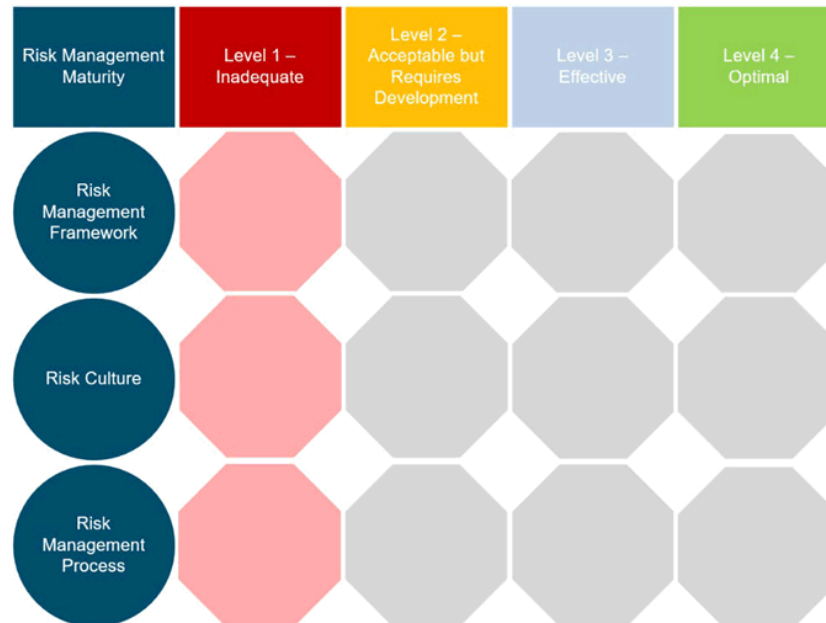 Risk Management
Maturity
Level 1 –
Inadequate
Level 2 –
Acceptable but
Requires
Development
Level 3 –
Effective
Level 4 –
Optimal
Risk
Management
Framework
Risk Culture
Risk
Management
Process